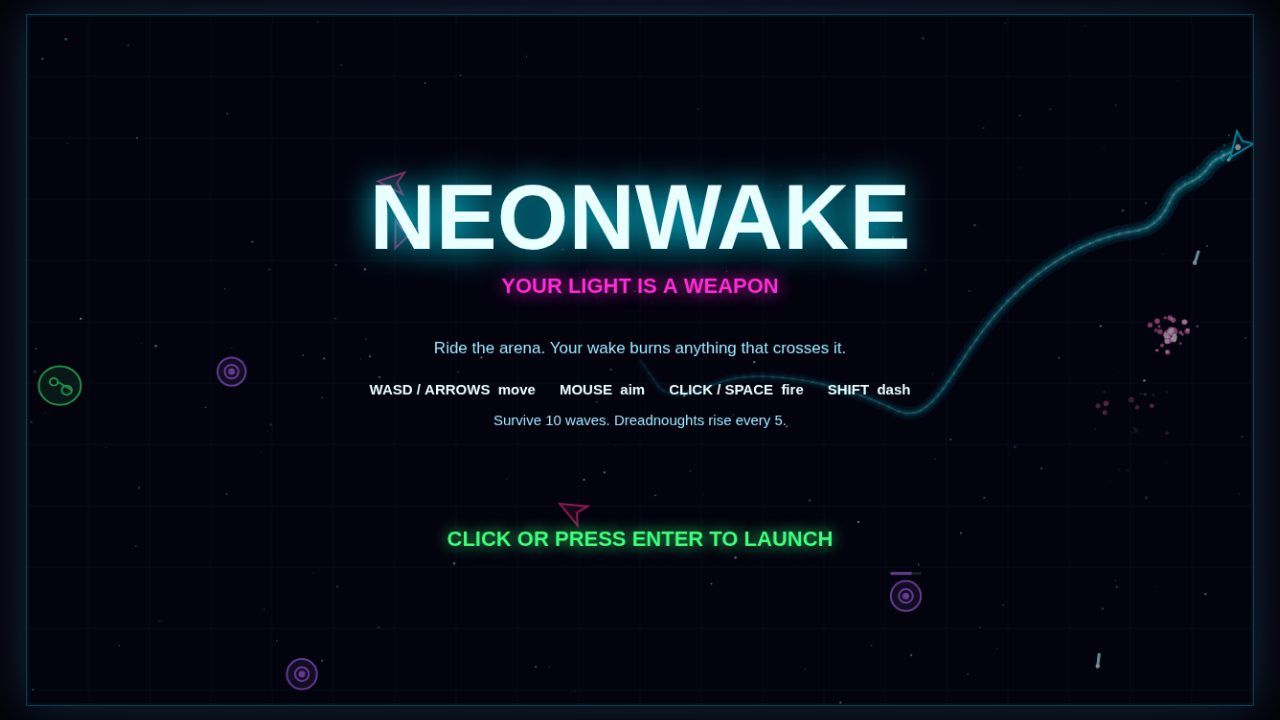 NEONWAKE
YOUR LIGHT IS A WEAPON
Ride the arena. Your wake burns anything that crosses it.
WASD / ARROWS move MOUSE aim CLICK / SPACE fire SHIFT dash
Survive 10 waves. Dreadnoughts rise every 5.
CLICK OR PRESS ENTER TO LAUNCH